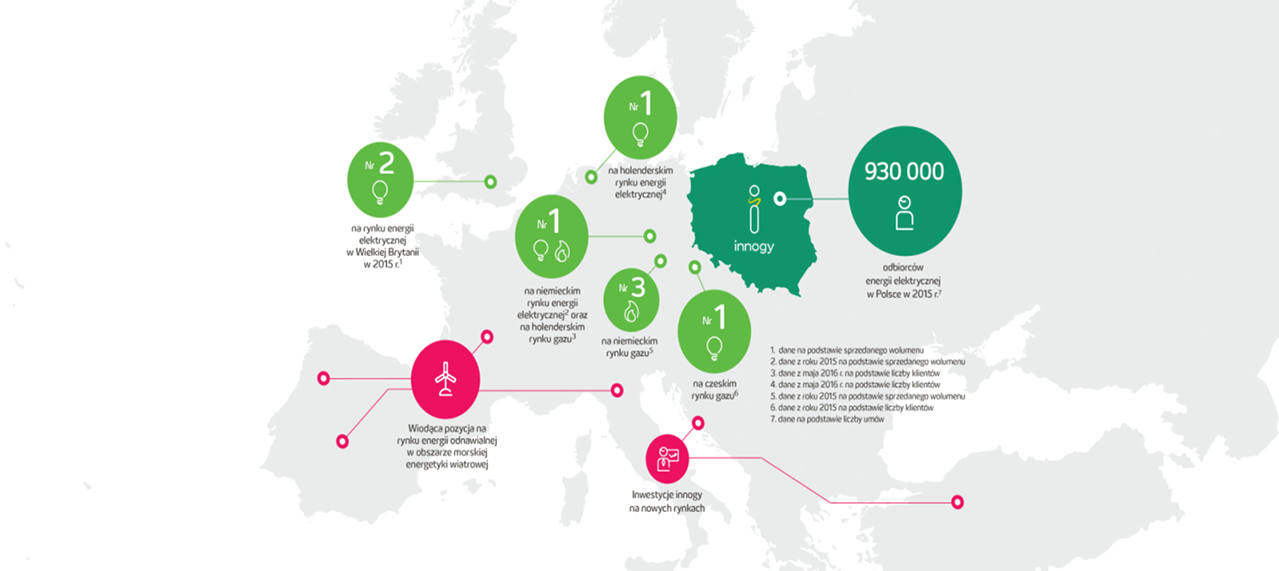 Nr 1
na holenderskim
rynku energii
elektrycznej4
Nr 2
na rynku energii
elektrycznej
w Wielkiej Brytanii
w 2015 r.1
Nr 1
na niemieckim
rynku energii
elektrycznej2 oraz
na holenderskim
rynku gazu3
Nr 3
na niemieckim
rynku gazu5
Nr 1
na czeskim
rynku gazu6
innogy
930 000
odbiorców
energii elektrycznej
w Polsce w 2015 r.7
Wiodąca pozycja na
rynku energii odnawialnej
w obszarze morskiej
energetyki wiatrowej
Inwestycje innogy
na nowych rynkach
1. dane na podstawie sprzedanego wolumenu
2. dane z roku 2015 na podstawie sprzedanego wolumenu
3. dane z maja 2016 r. na podstawie liczby klientów
4. dane z maja 2016 r. na podstawie liczby klientów
5. dane z roku 2015 na podstawie sprzedanego wolumenu
6. dane z roku 2015 na podstawie liczby klientów
7. dane na podstawie liczby umów